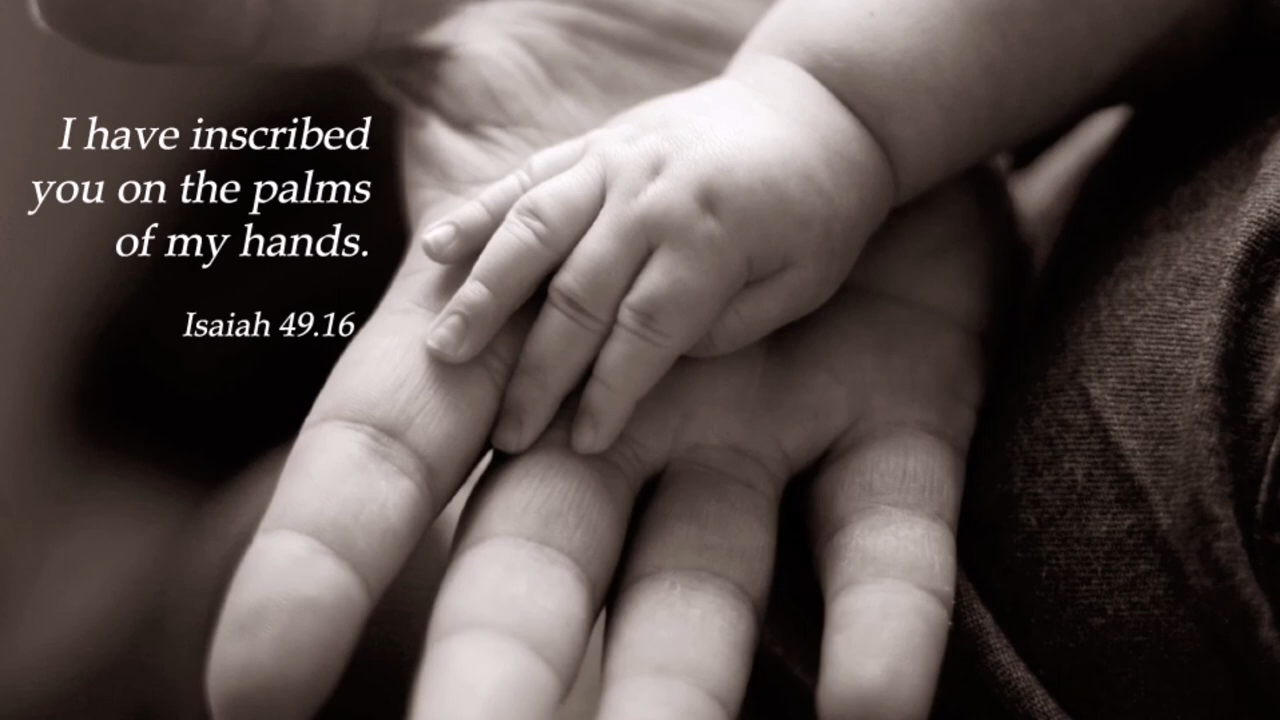 I have inscribed
you on the palms
of my hands.
Isaiah 49.16